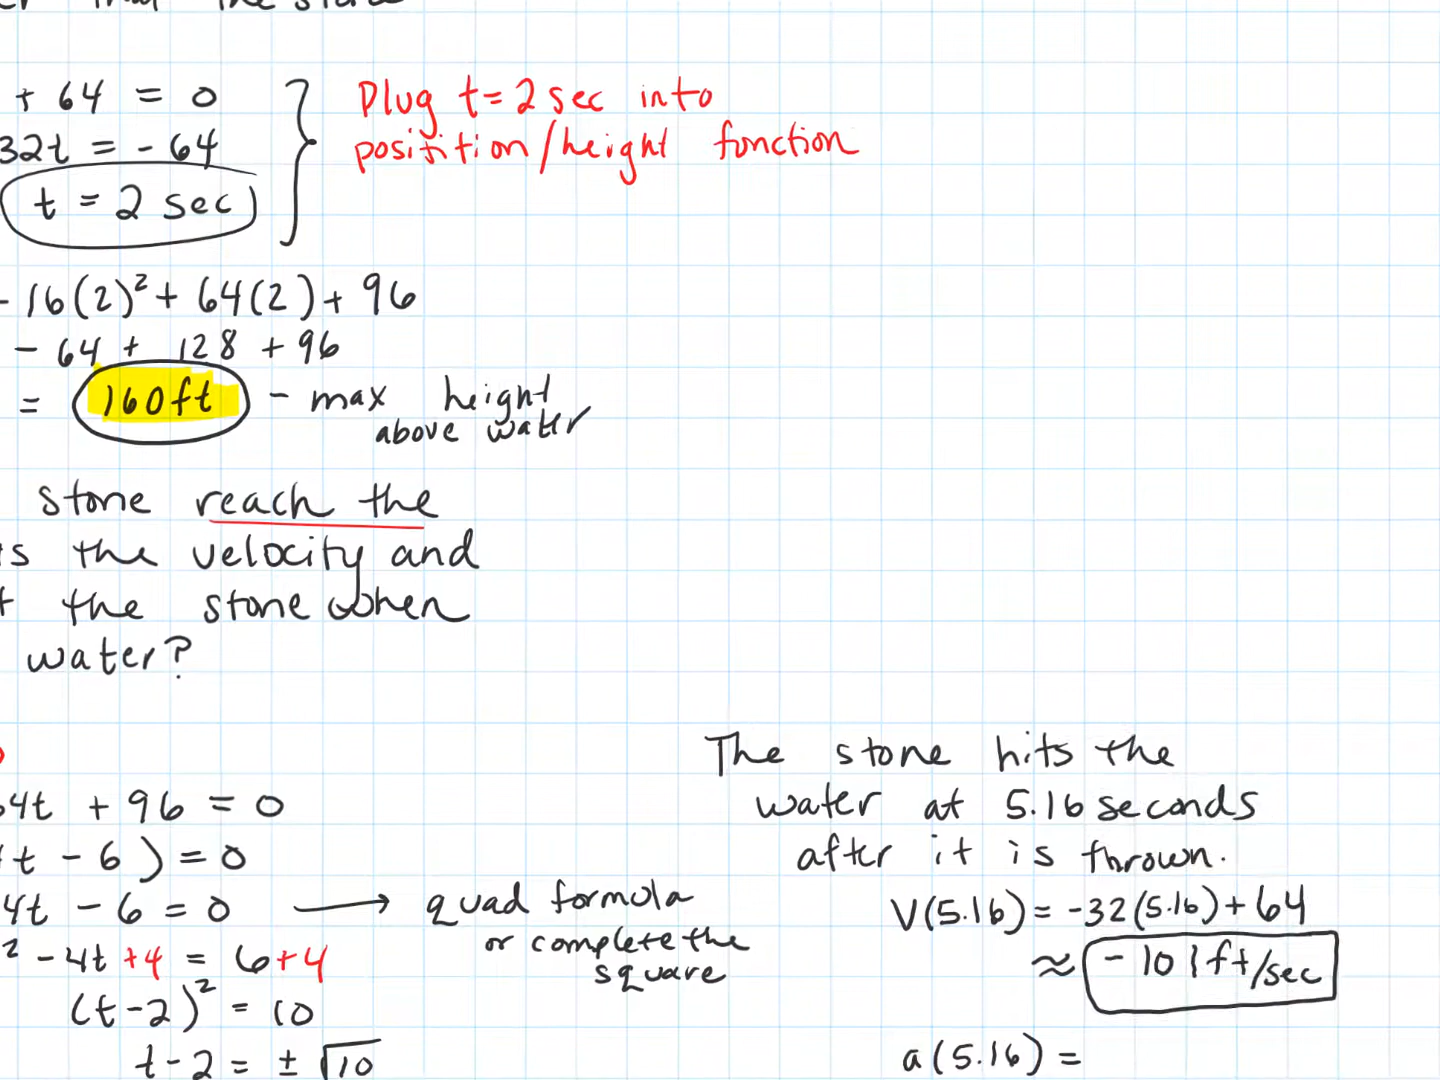 + 64 = 0
32t = - 64
t = 2 sec
Plug t = 2 sec into
posisition/height function
- 16(2)² + 64(2) + 96
- 64 + 128 + 96
= 160ft - max height
above water
stone reach the
the velocity and
the stone when
water?
4t + 96 = 0
t - 6) = 0
4t - 6 = 0 → quad formula
or complete the
square
² - 4t + 4 = 6 + 4
(t - 2)² = 10
t - 2 = ± √10
The stone hits the
water at 5.16 seconds
after it is thrown.
V(5.16) = -32(5.16) + 64
≈ - 101 ft/sec
a(5.16) =